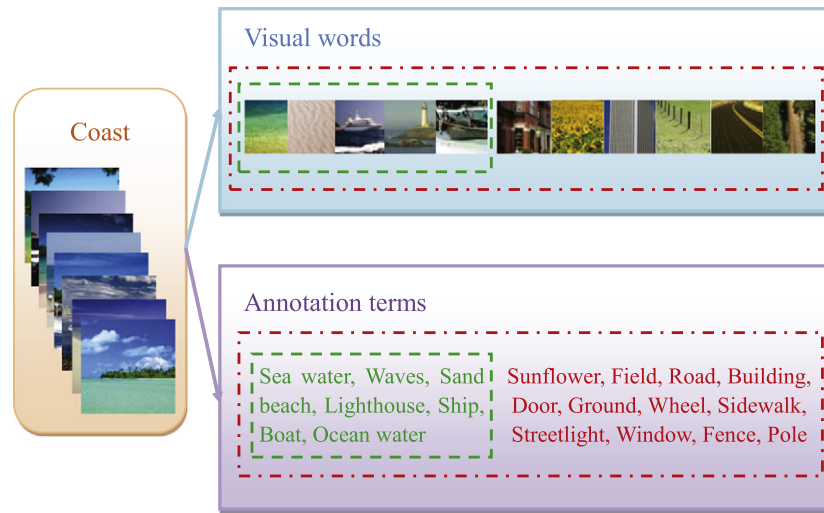 Visual words
Coast
Annotation terms
Sea water, Waves, Sand
beach, Lighthouse, Ship,
Boat, Ocean water
Sunflower, Field, Road, Building,
Door, Ground, Wheel, Sidewalk,
Streetlight, Window, Fence, Pole